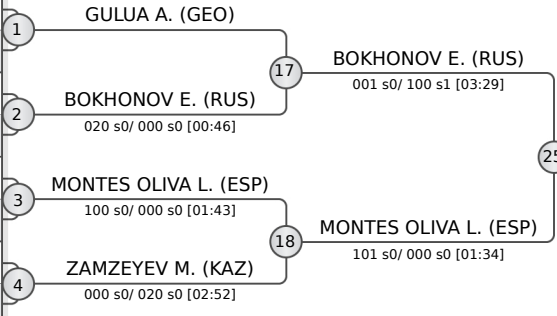 GULUA A. (GEO)
1
17
BOKHONOV E. (RUS)
001 s0/ 100 s1 [03:29]
BOKHONOV E. (RUS)
2
020 s0/ 000 s0 [00:46]
25
MONTES OLIVA L. (ESP)
3
100 s0/ 000 s0 [01:43]
18
MONTES OLIVA L. (ESP)
101 s0/ 000 s0 [01:34]
ZAMZEYEV M. (KAZ)
4
000 s0/ 020 s0 [02:52]